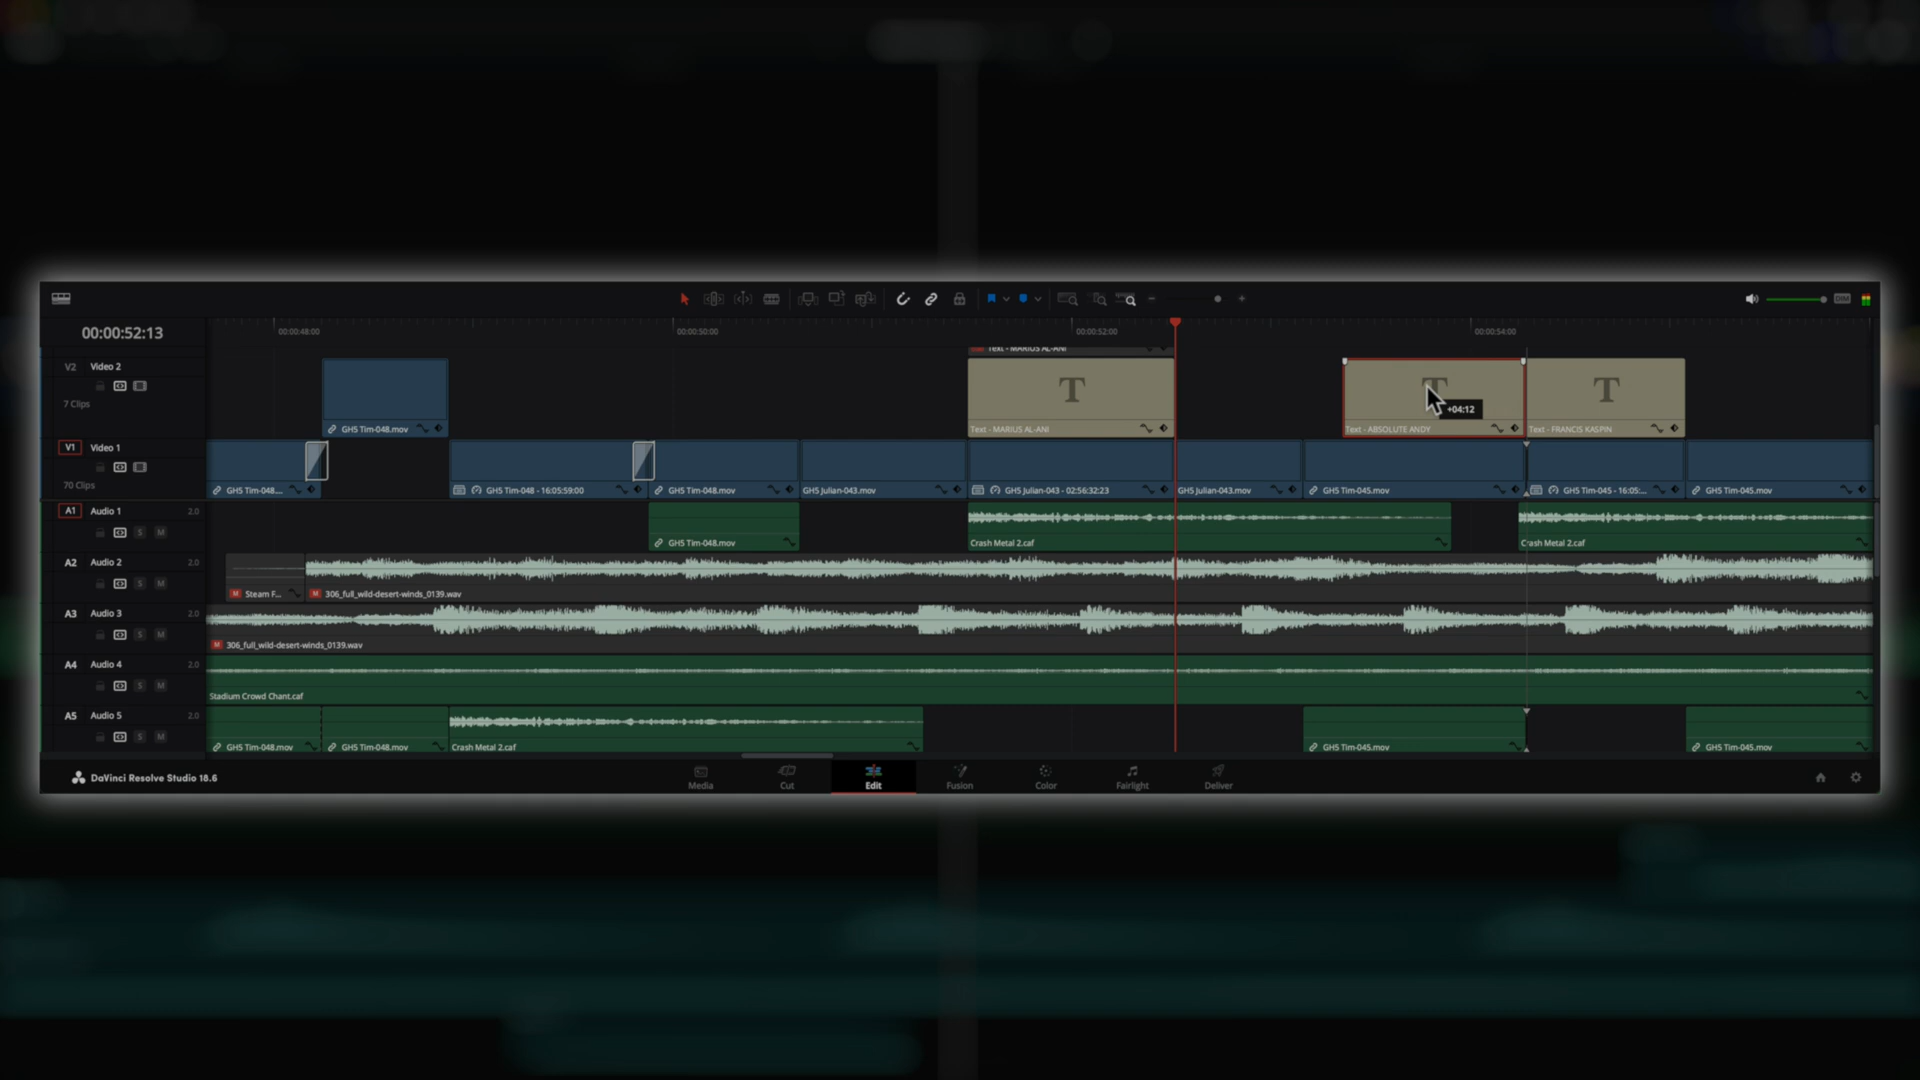 DIM
00:00:52:13
00:00:48:00
00:00:50:00
00:00:52:00
00:00:54:00
Text - MARIUS AL-ANI
V2 Video 2
7 Clips
GH5 Tim-048.mov
Text - MARIUS AL-ANI
+04:12
Text - ABSOLUTE ANDY
Text - FRANCIS KASPIN
V1 Video 1
70 Clips
GH5 Tim-048...
GH5 Tim-048 - 16:05:59:00
GH5 Tim-048.mov
GH5 Julian-043.mov
GH5 Julian-043 - 02:56:32:23
GH5 Julian-043.mov
GH5 Tim-045.mov
GH5 Tim-045 - 16:05:...
GH5 Tim-045.mov
A1 Audio 1 2.0
S M
GH5 Tim-048.mov
Crash Metal 2.caf
Crash Metal 2.caf
A2 Audio 2 2.0
S M
M Steam F...
M 306_full_wild-desert-winds_0139.wav
A3 Audio 3 2.0
S M
M 306_full_wild-desert-winds_0139.wav
A4 Audio 4 2.0
S M
Stadium Crowd Chant.caf
A5 Audio 5 2.0
S M
GH5 Tim-048.mov
GH5 Tim-048.mov
Crash Metal 2.caf
GH5 Tim-045.mov
GH5 Tim-045.mov
DaVinci Resolve Studio 18.6
Media
Cut
Edit
Fusion
Color
Fairlight
Deliver